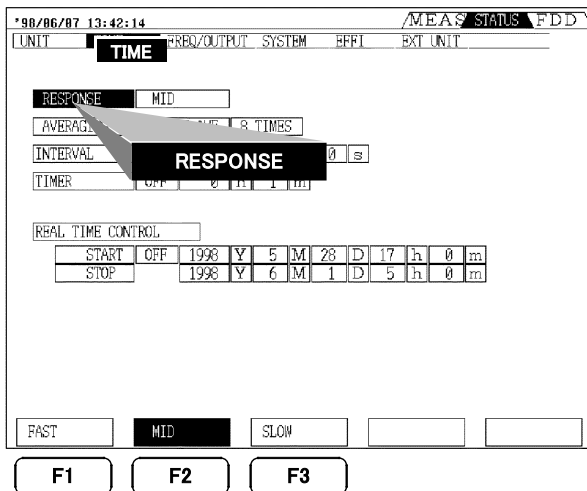 '98/06/07 13:42:14 MEAS STATUS FDD
UNIT TIME FREQ/OUTPUT SYSTEM EFFI EXT UNIT
RESPONSE MID
8 TIMES
INTERVAL 0 s
RESPONSE
TIMER OFF 0 h 1 m
REAL TIME CONTROL
START OFF 1998 Y 5 M 28 D 17 h 0 m
STOP 1998 Y 6 M 1 D 5 h 0 m
FAST MID SLOW
F1 F2 F3